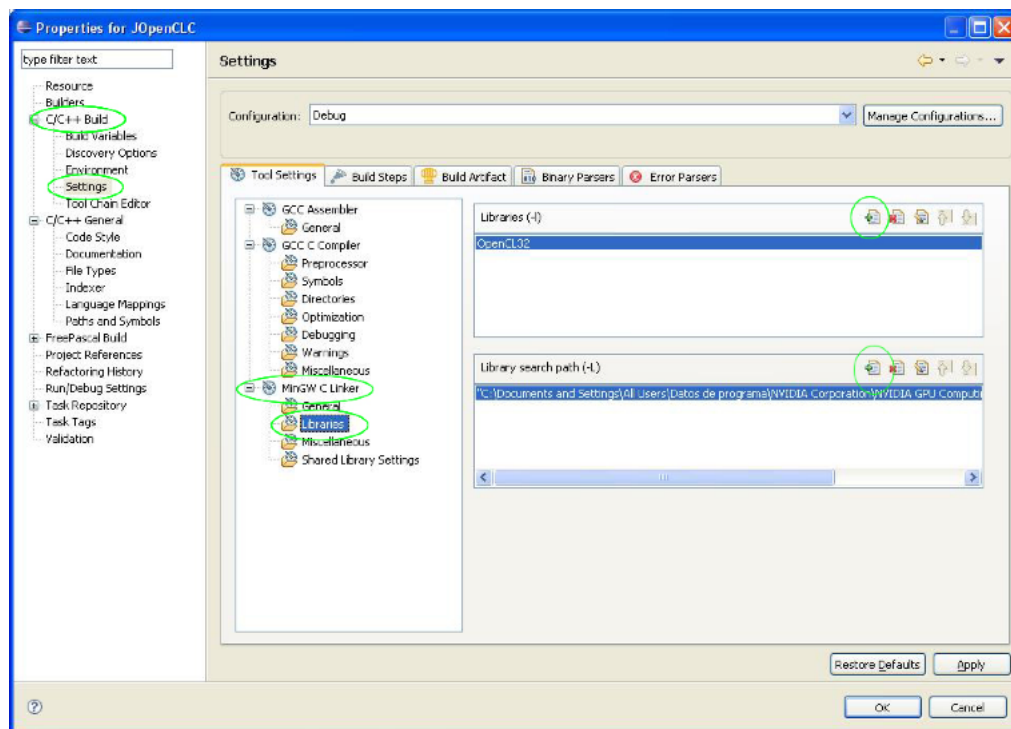 Properties for JOpenCLC
type filter text
Resource
Builders
C/C++ Build
Build Variables
Discovery Options
Environment
Settings
Tool Chain Editor
C/C++ General
Code Style
Documentation
File Types
Indexer
Language Mappings
Paths and Symbols
FreePascal Build
Project References
Refactoring History
Run/Debug Settings
Task Repository
Task Tags
Validation
Settings
Configuration: Debug
Manage Configurations...
Tool Settings
Build Steps
Build Artifact
Binary Parsers
Error Parsers
GCC Assembler
General
GCC C Compiler
Preprocessor
Symbols
Directories
Optimization
Debugging
Warnings
Miscellaneous
MinGW C Linker
General
Libraries
Miscellaneous
Shared Library Settings
Libraries (-l)
OpenCL32
Library search path (-L)
"C:\Documents and Settings\All Users\Datos de programa\NVIDIA Corporation\NVIDIA GPU Computi
Restore Defaults
Apply
OK
Cancel